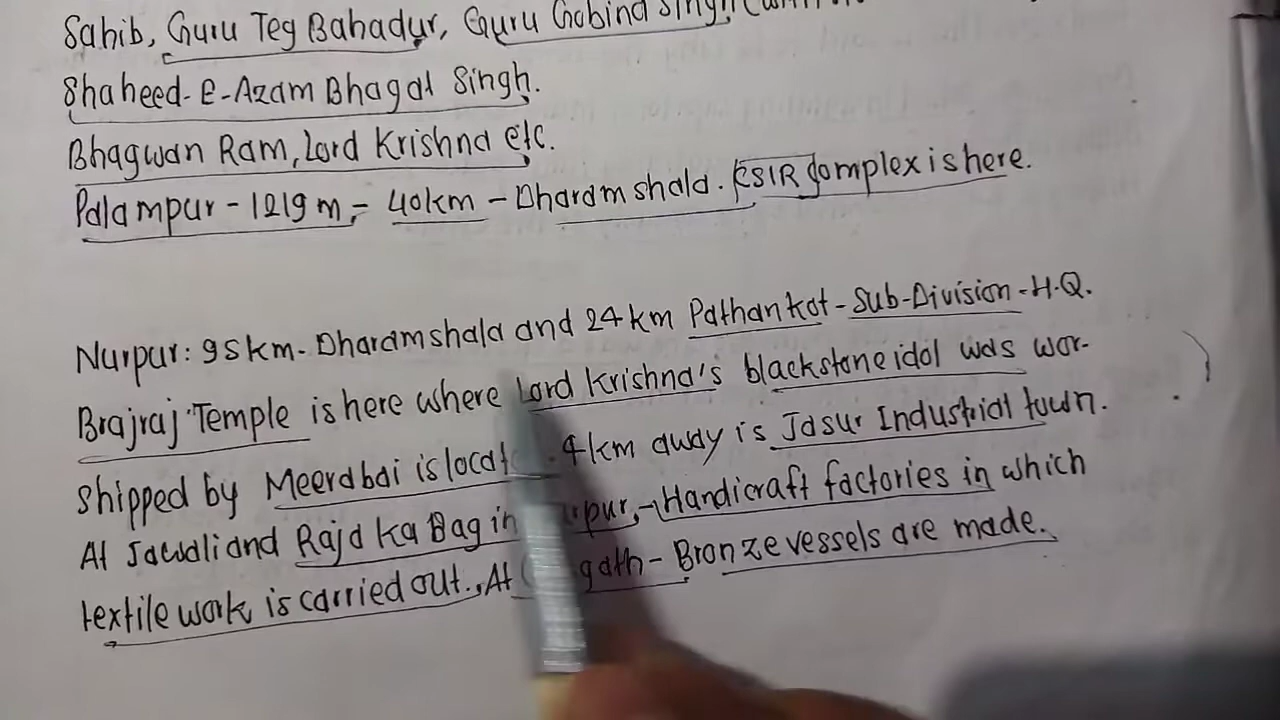 Sahib, Guru Teg Bahadur, Guru Gobind Singh
Shaheed-E-Azam Bhagat Singh.
Bhagwan Ram, Lord Krishna etc.
Palampur - 1219 m, - 40km - Dharamshala. CSIR Complex is here.
Nurpur: 95km. Dharamshala and 24km Pathankot - Sub-Division - H.Q.
Brajraj Temple is here where Lord Krishna's blackstone idol was wor-
shipped by Meerabai is 4km away is Jasur Industrial town.
At Jawali and Raja Ka Bag in - Handicraft factories in which
textile work is carried out. At - Bronze vessels are made.